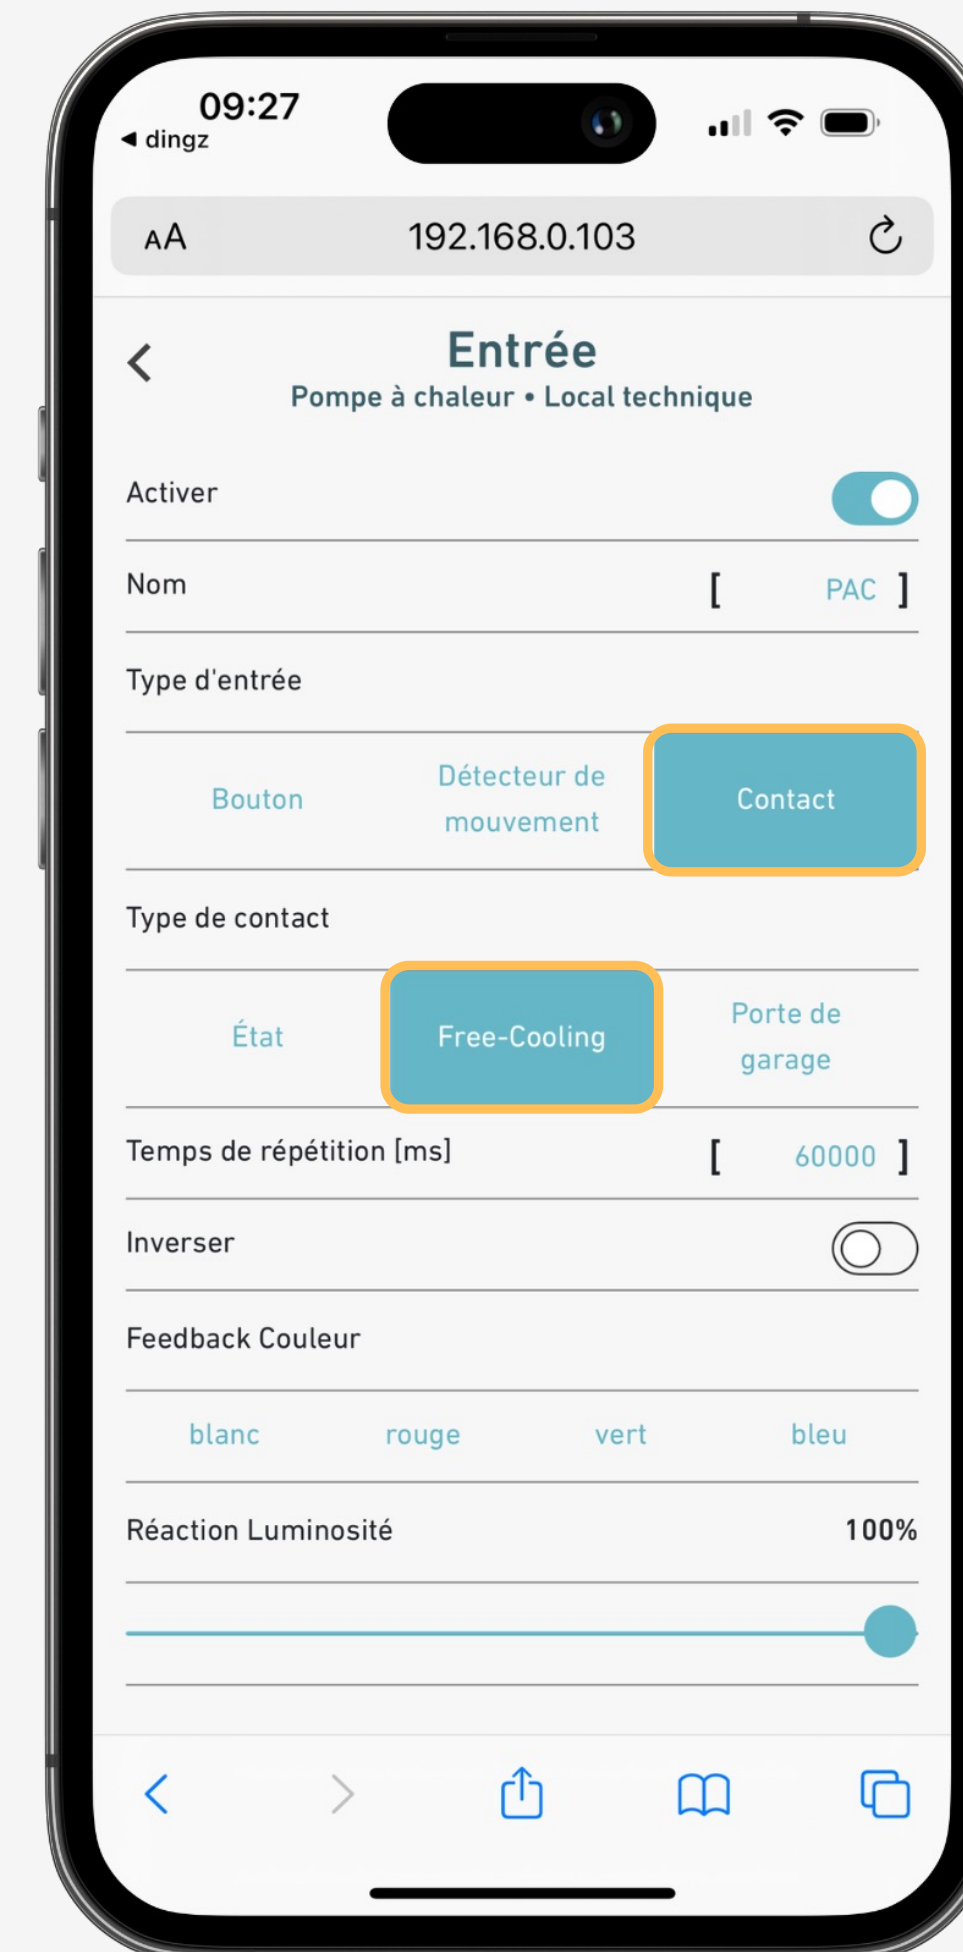 09:27
dingz
AA
192.168.0.103
Entrée
Pompe à chaleur • Local technique
Activer
Nom
[ PAC ]
Type d'entrée
Bouton
Détecteur de
mouvement
Contact
Type de contact
État
Free-Cooling
Porte de
garage
Temps de répétition [ms]
[ 60000 ]
Inverser
Feedback Couleur
blanc
rouge
vert
bleu
Réaction Luminosité
100%